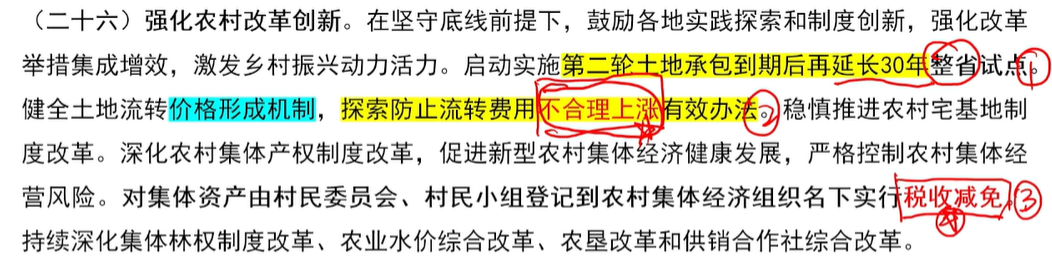 （二十六）强化农村改革创新。在坚守底线前提下，鼓励各地实践探索和制度创新，强化改革
举措集成增效，激发乡村振兴动力活力。启动实施第二轮土地承包到期后再延长30年整省试点。①
健全土地流转价格形成机制，探索防止流转费用不合理上涨有效办法。②稳慎推进农村宅基地制
度改革。深化农村集体产权制度改革，促进新型农村集体经济健康发展，严格控制农村集体经
营风险。对集体资产由村民委员会、村民小组登记到农村集体经济组织名下实行税收减免。③
持续深化集体林权制度改革、农业水价综合改革、农垦改革和供销合作社综合改革。